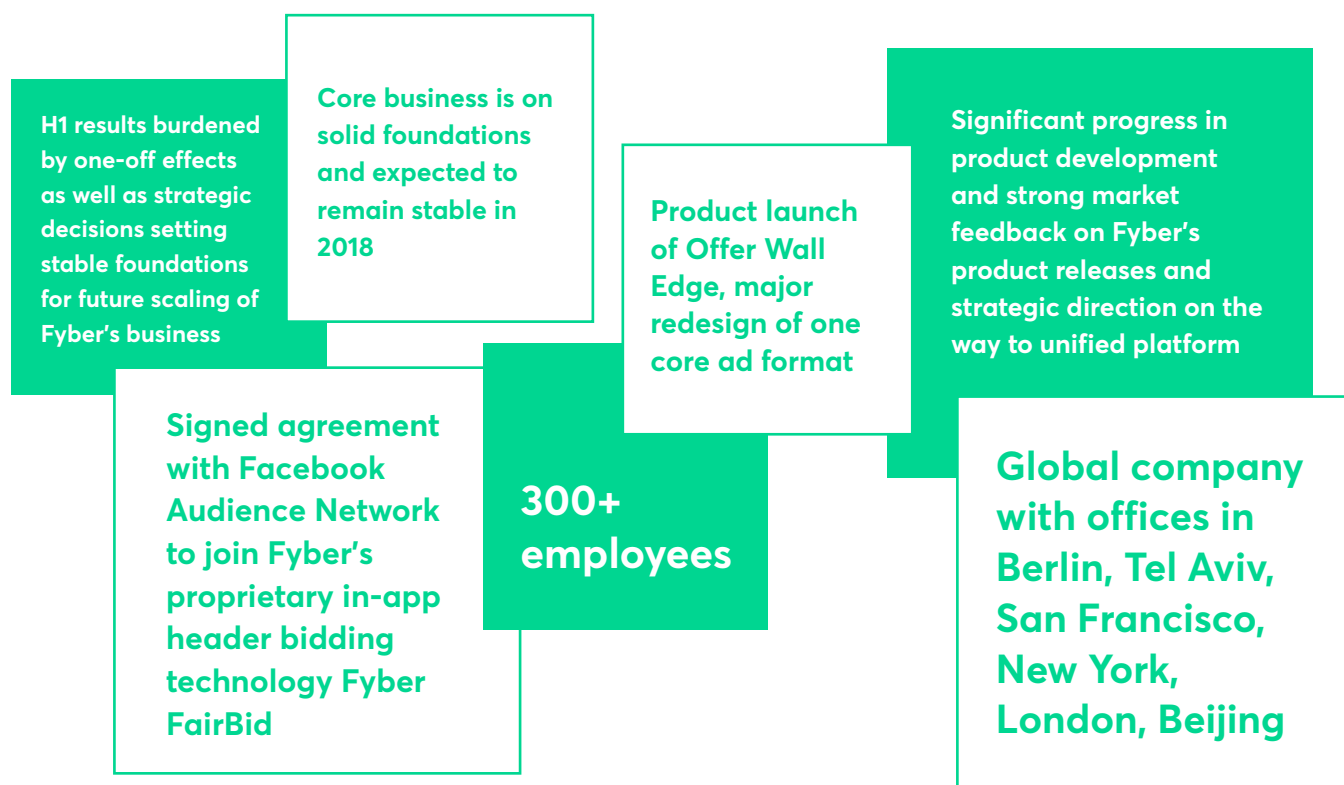 H1 results burdened
by one-off effects
as well as strategic
decisions setting
stable foundations
for future scaling of
Fyber's business
Core business is on
solid foundations
and expected to
remain stable in
2018
Product launch
of Offer Wall
Edge, major
redesign of one
core ad format
Significant progress in
product development
and strong market
feedback on Fyber's
product releases and
strategic direction on the
way to unified platform
Signed agreement
with Facebook
Audience Network
to join Fyber's
proprietary in-app
header bidding
technology Fyber
FairBid
300+
employees
Global company
with offices in
Berlin, Tel Aviv,
San Francisco,
New York,
London, Beijing